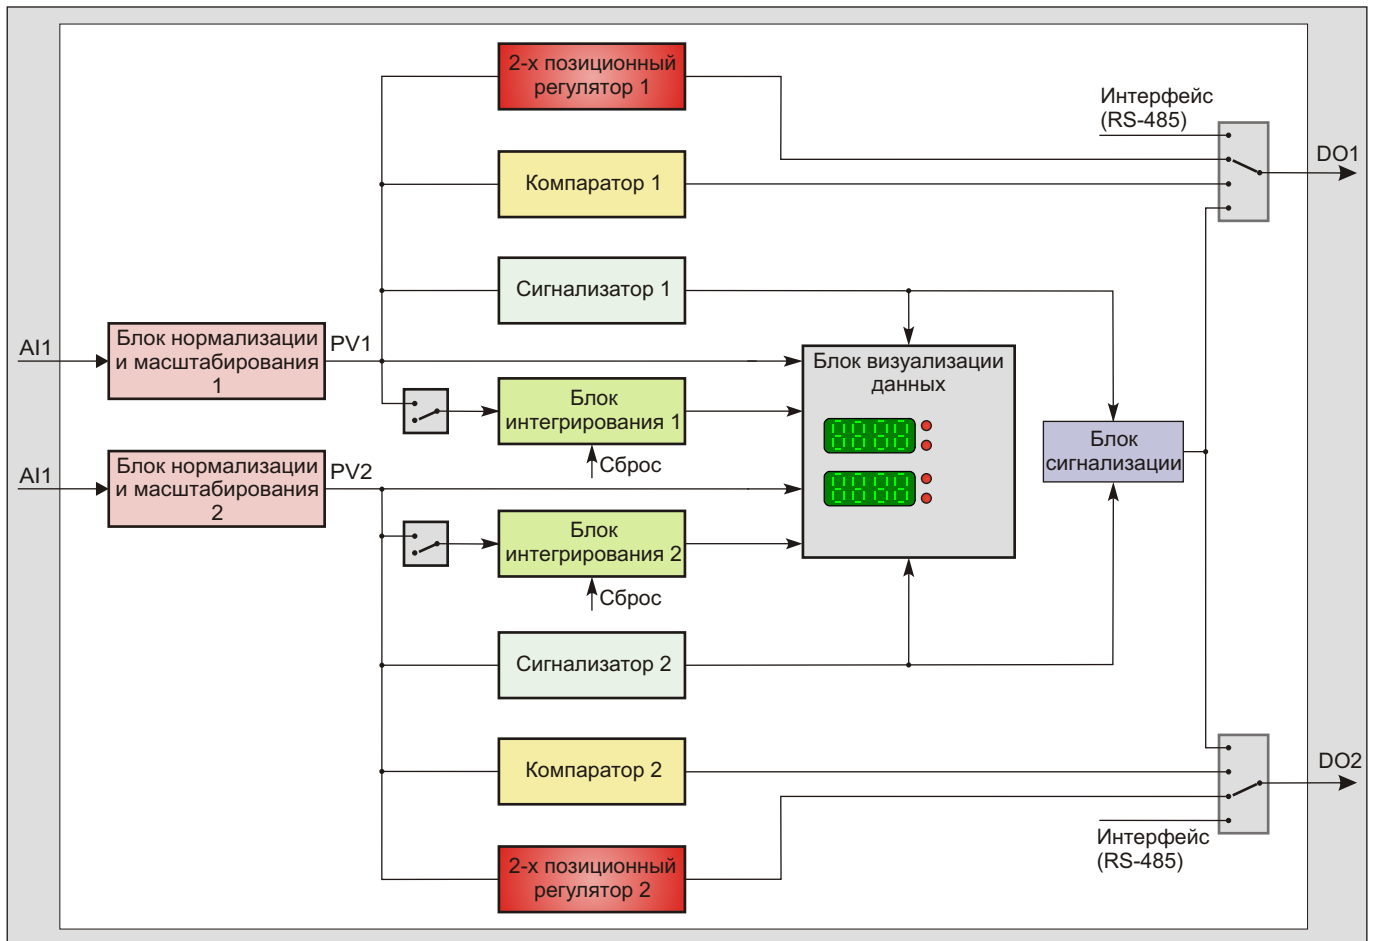 2-х позиционный
регулятор 1
Интерфейс
(RS-485)
DO1
Компаратор 1
Сигнализатор 1
AI1
Блок нормализации
и масштабирования
1
PV1
Блок визуализации
данных
Блок
интегрирования 1
Сброс
Блок
сигнализации
AI1
Блок нормализации
и масштабирования
2
PV2
Блок
интегрирования 2
Сброс
Сигнализатор 2
Компаратор 2
DO2
Интерфейс
(RS-485)
2-х позиционный
регулятор 2